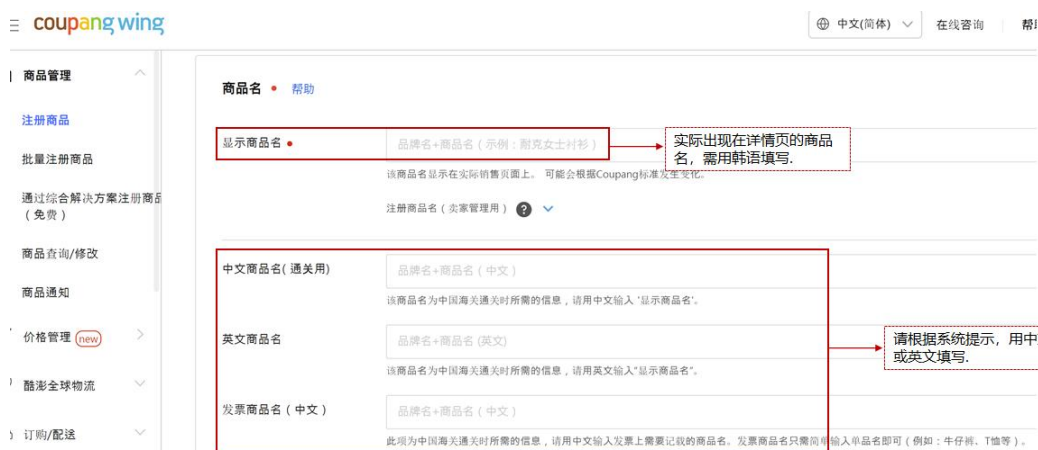 coupang wing
中文(简体)
在线咨询
商品管理
注册商品
批量注册商品
通过综合解决方案注册商品
(免费)
商品查询/修改
商品通知
价格管理 new
酷澎全球物流
订购/配送
商品名 帮助
显示商品名
品牌名+商品名(示例:耐克女士衬衫)
实际出现在详情页的商品
名,需用韩语填写.
该商品名显示在实际销售页面上。 可能会根据Coupang标准发生变化。
注册商品名(卖家管理用) ?
中文商品名( 通关用)
品牌名+商品名(中文)
该商品名为中国海关通关时所需的信息,请用中文输入 '显示商品名'。
英文商品名
品牌名+商品名 (英文)
该商品名为中国海关通关时所需的信息,请用英文输入"显示商品名"。
请根据系统提示,用中
或英文填写.
发票商品名(中文)
品牌名+商品名(中文)
此项为中国海关通关时所需的信息,请用中文输入发票上需要记载的商品名。发票商品名只需简单输入单品名即可(例如:牛仔裤、T恤等)。